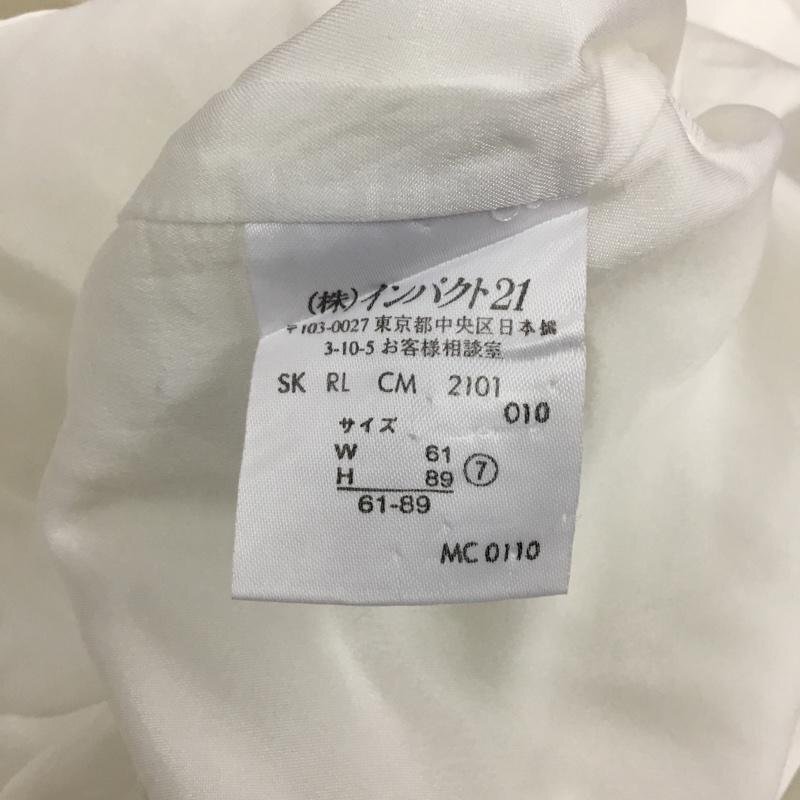 (株)インパクト21
〒103-0027 東京都中央区日本橋
3-10-5 お客様相談室
SK RL CM 2101
010
サイズ
W 61
H 89 ⑦
61-89
MC 0110